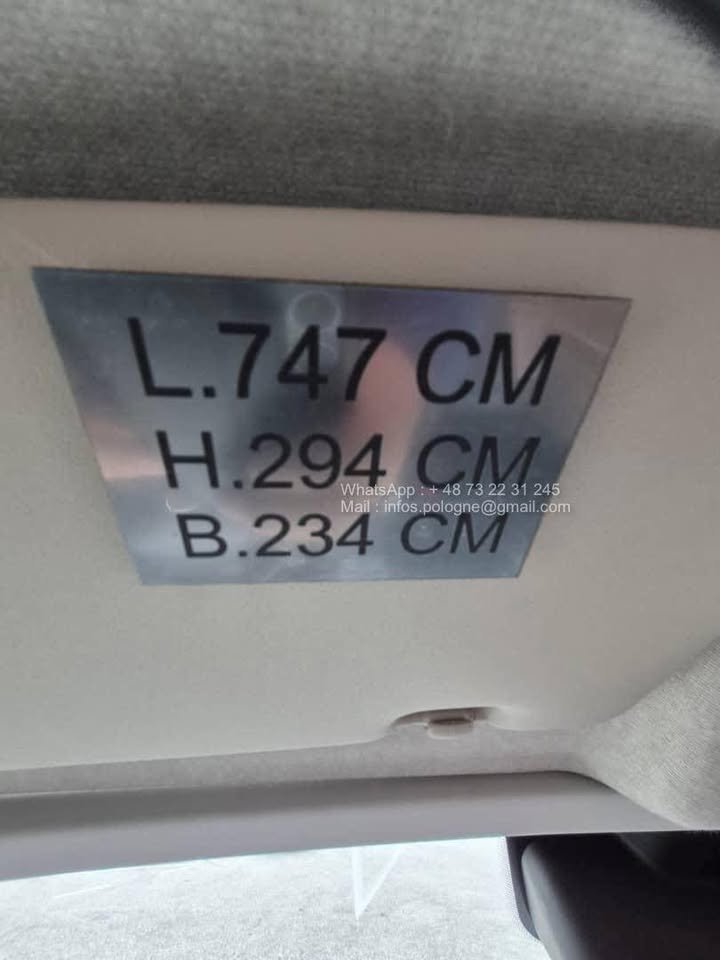 L.747 CM
H.294 CM
WhatsApp : + 48 73 22 31 245
Mail : infos.pologne@gmail.com
B.234 CM